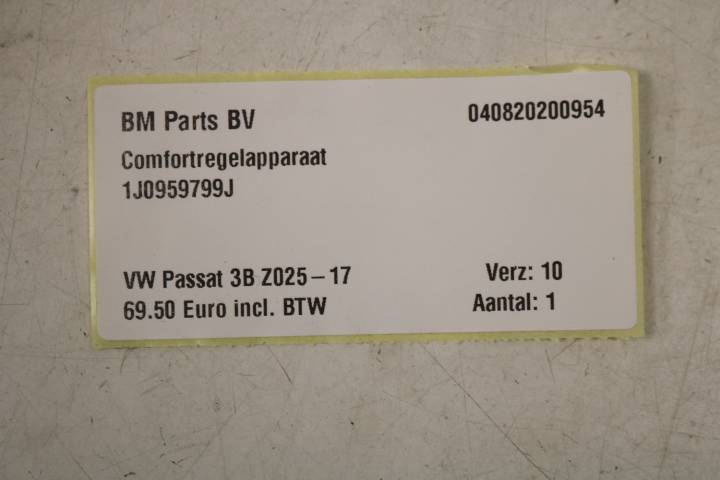 BM Parts BV 040820200954
Comfortregelapparaat
1J0959799J
VW Passat 3B Z025-17 Verz: 10
69.50 Euro incl. BTW Aantal: 1